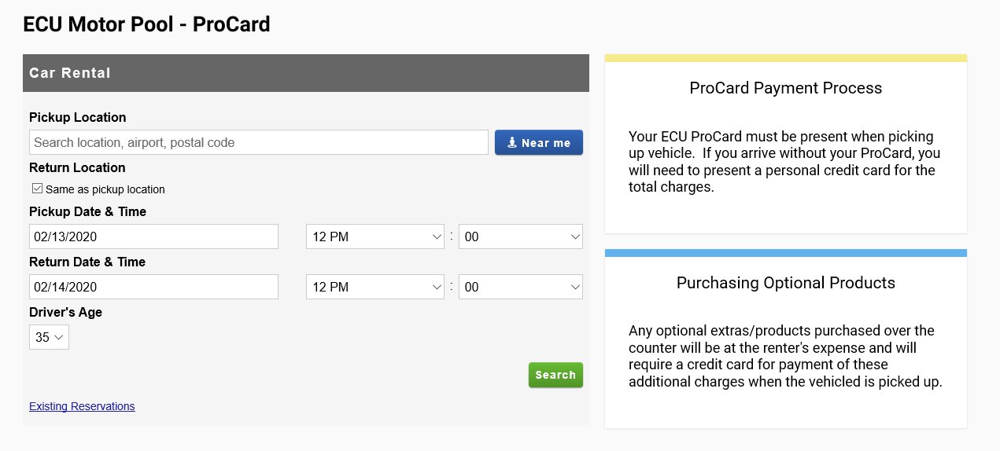 ECU Motor Pool - ProCard
Car Rental
Pickup Location
Search location, airport, postal code
Near me
Return Location
Same as pickup location
Pickup Date & Time
02/13/2020
12 PM
:
00
Return Date & Time
02/14/2020
12 PM
:
00
Driver's Age
35
Search
Existing Reservations
ProCard Payment Process
Your ECU ProCard must be present when picking
up vehicle.  If you arrive without your ProCard, you
will need to present a personal credit card for the
total charges.
Purchasing Optional Products
Any optional extras/products purchased over the
counter will be at the renter's expense and will
require a credit card for payment of these
additional charges when the vehicled is picked up.